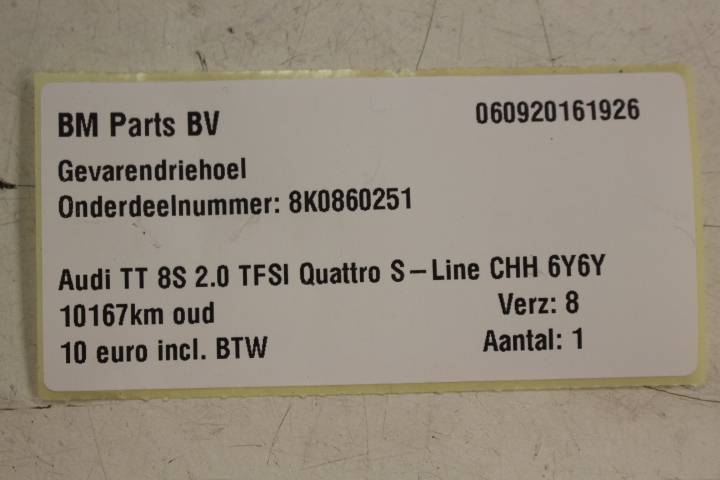 BM Parts BV 060920161926
Gevarendriehoel
Onderdeelnummer: 8K0860251
Audi TT 8S 2.0 TFSI Quattro S-Line CHH 6Y6Y
10167km oud Verz: 8
10 euro incl. BTW Aantal: 1